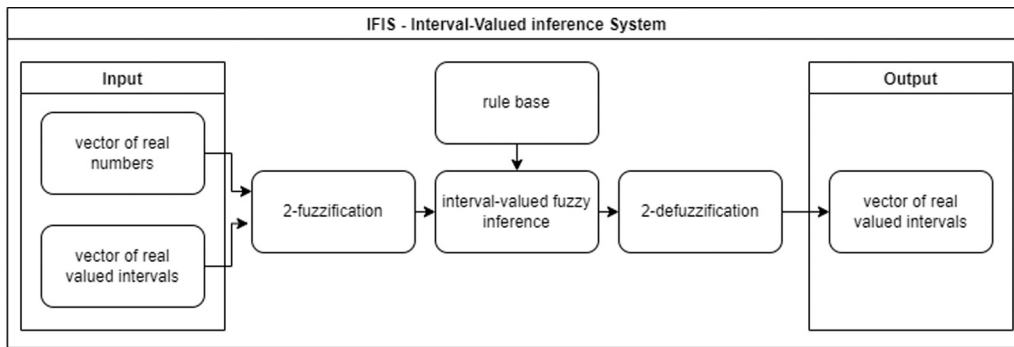 IFIS - Interval-Valued inference System
Input
vector of real
numbers
vector of real
valued intervals
2-fuzzification
rule base
interval-valued fuzzy
inference
2-defuzzification
Output
vector of real
valued intervals